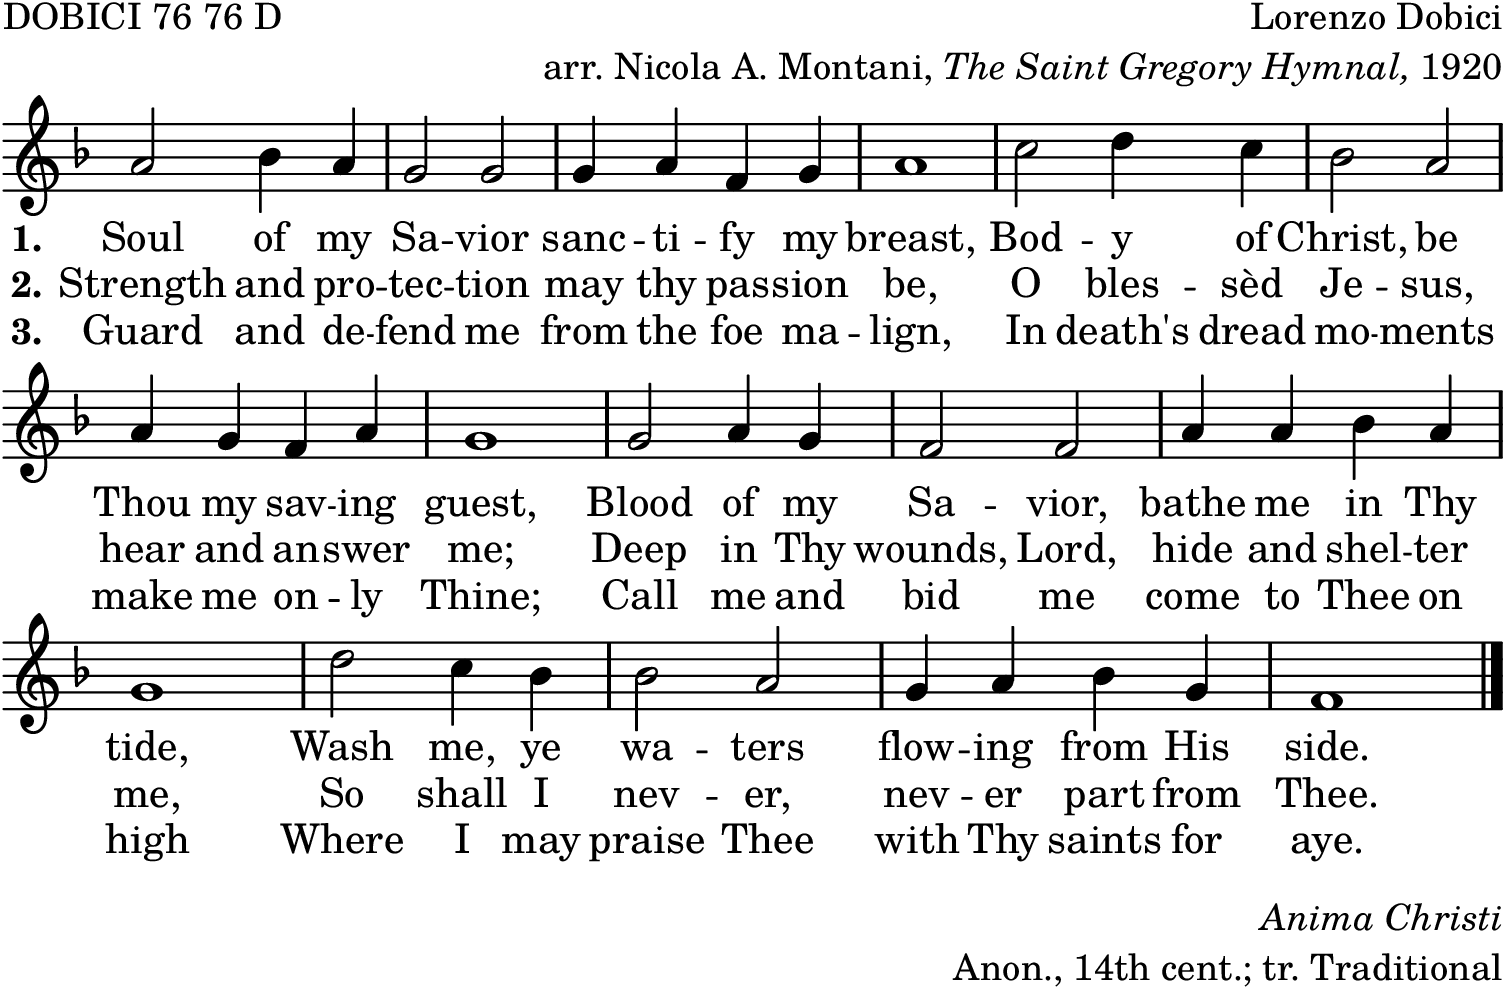 DOBICI 76 76 D
Lorenzo Dobici
arr. Nicola A. Montani, The Saint Gregory Hymnal, 1920
1. Soul of my Sa - vior sanc - ti - fy my breast, Bod - y of Christ, be
2. Strength and pro - tec - tion may thy passion be, O bles - sèd Je - sus,
3. Guard and de - fend me from the foe ma - lign, In death's dread mo - ments
Thou my sav - ing guest, Blood of my Sa - vior, bathe me in Thy
hear and answer me; Deep in Thy wounds, Lord, hide and shel - ter
make me on - ly Thine; Call me and bid me come to Thee on
tide, Wash me, ye wa - ters flow - ing from His side.
me, So shall I nev - er, nev - er part from Thee.
high Where I may praise Thee with Thy saints for aye.
Anima Christi
Anon., 14th cent.; tr. Traditional